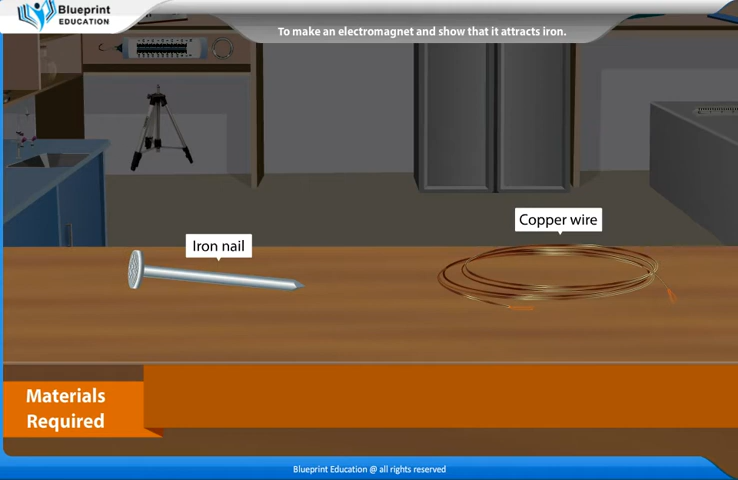 Blueprint
EDUCATION
To make an electromagnet and show that it attracts iron.
Copper wire
Iron nail
Materials
Required
Blueprint Education @ all rights reserved